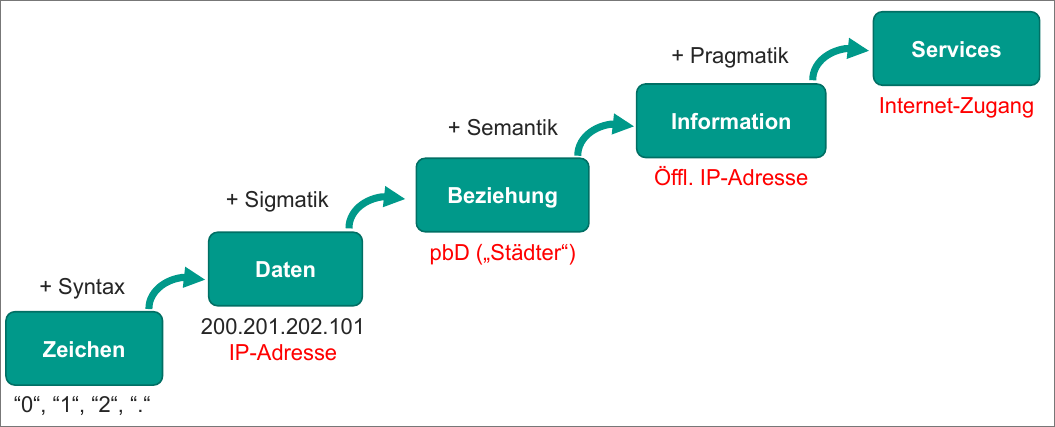 Zeichen
“0“, “1“, “2“, “.“
+ Syntax
Daten
200.201.202.101
IP-Adresse
+ Sigmatik
Beziehung
pbD („Städter“)
+ Semantik
Information
Öffl. IP-Adresse
+ Pragmatik
Services
Internet-Zugang